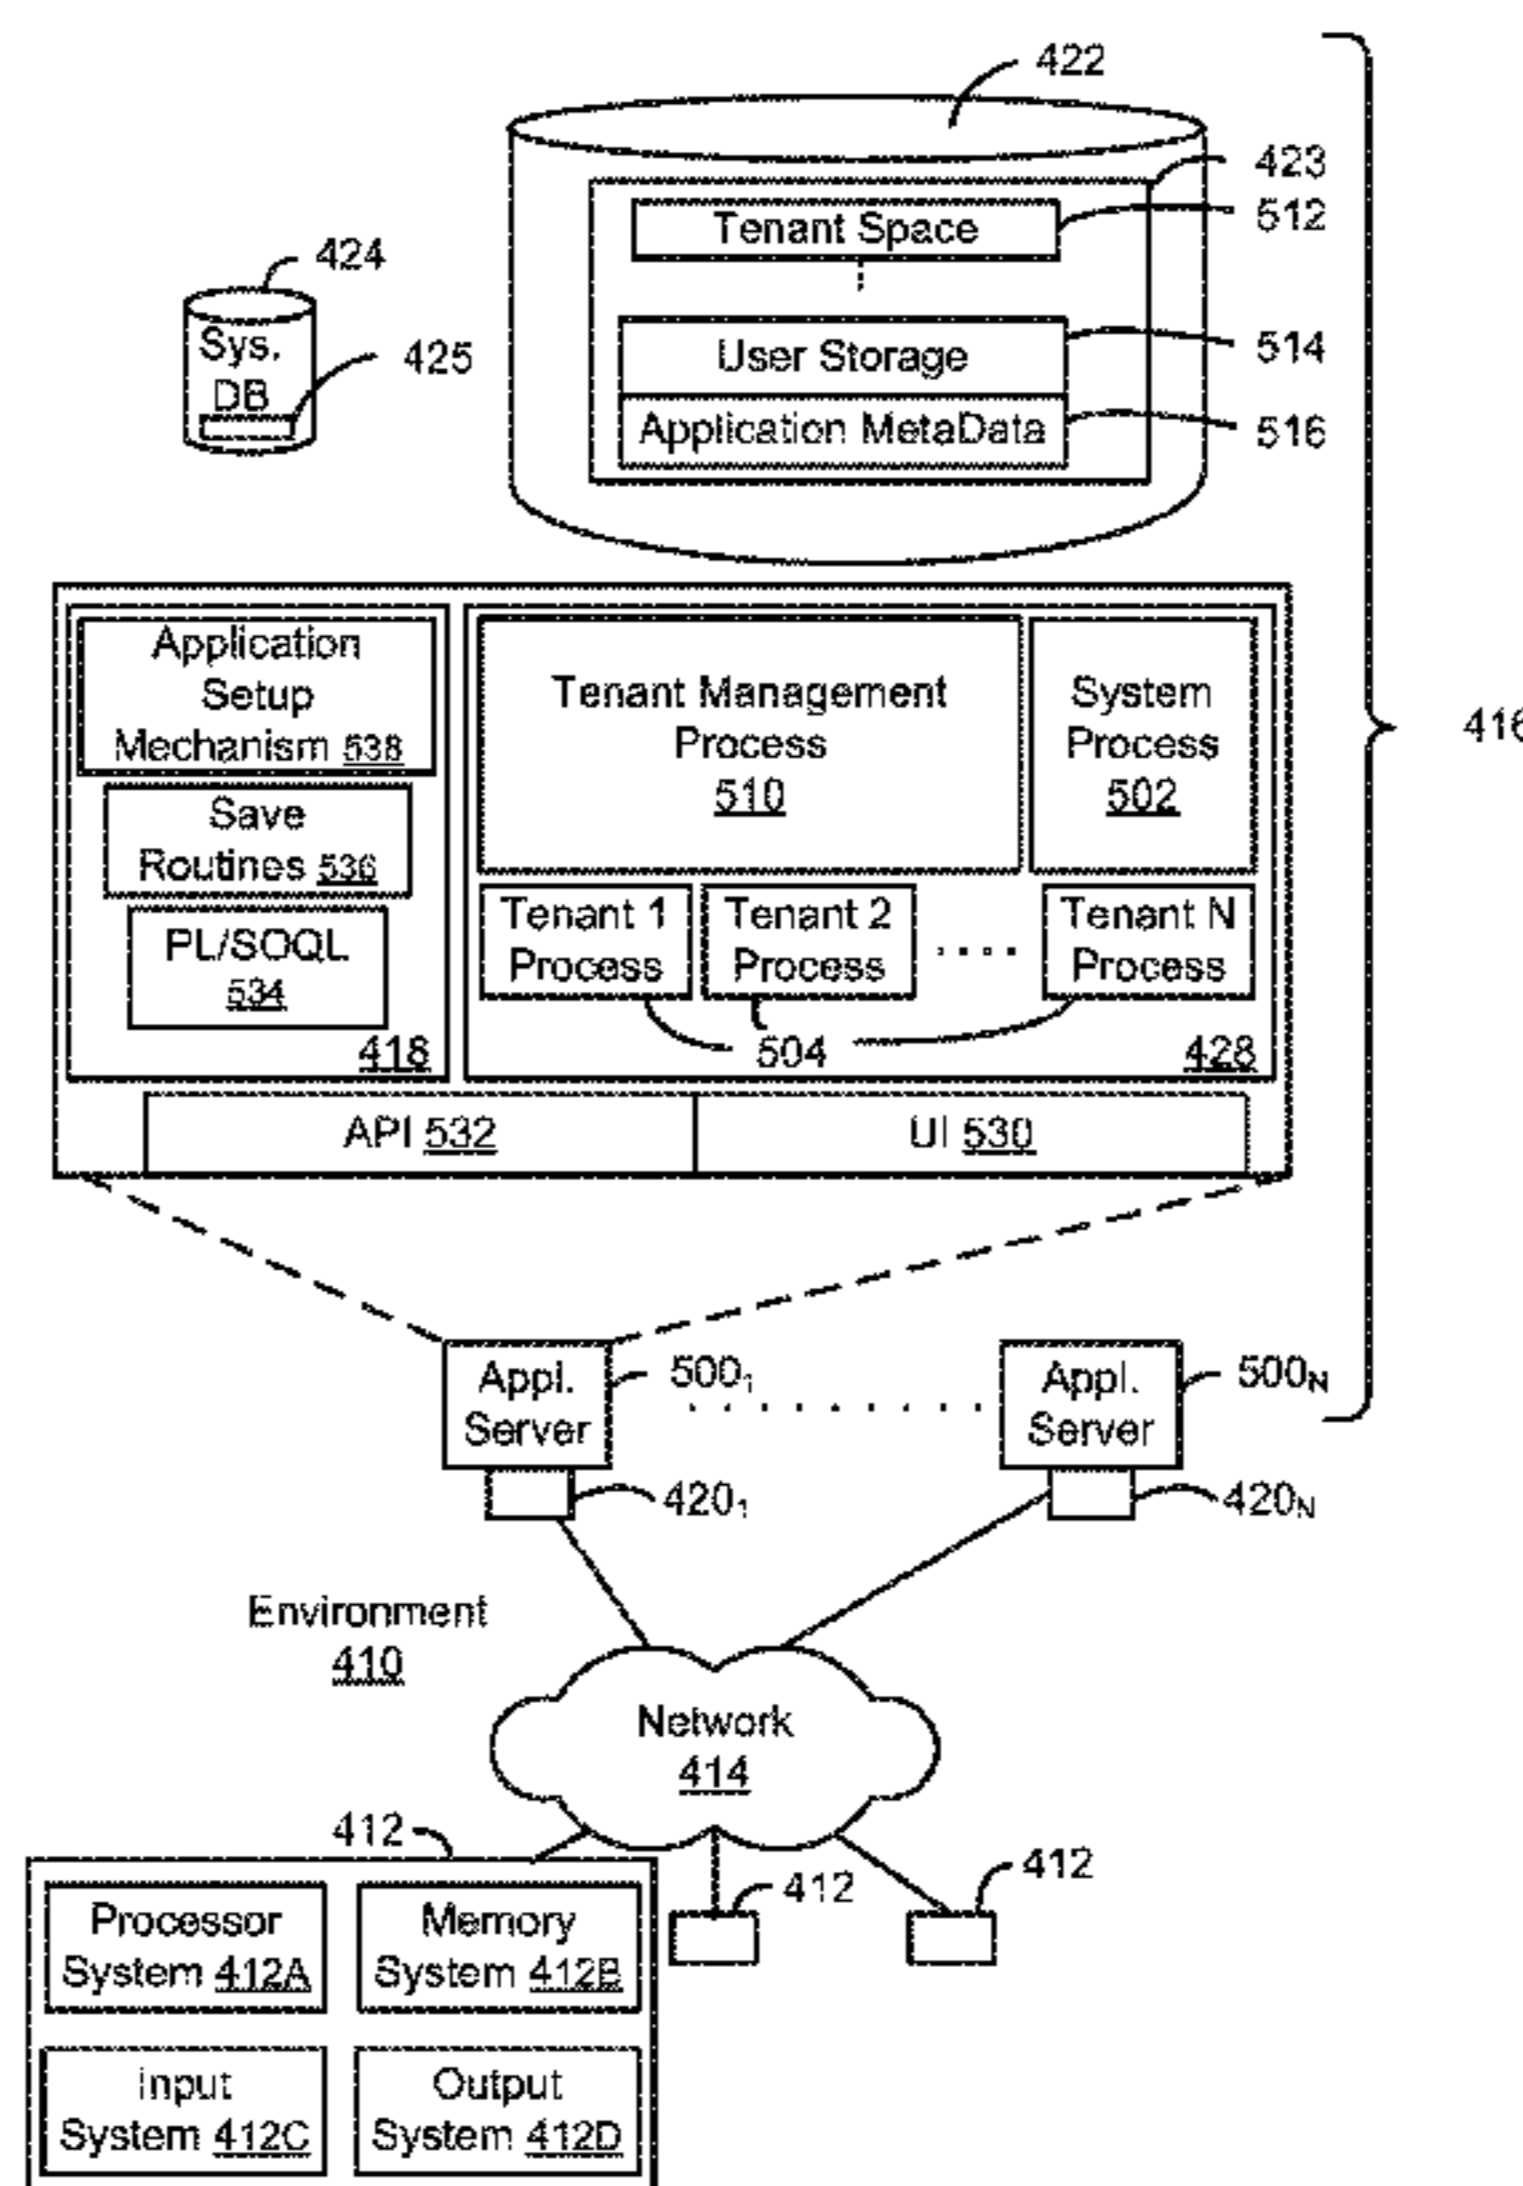 422
423
Tenant Space
512
424
Sys.
DB
425
User Storage
514
Application MetaData
516
Application
Setup
Mechanism 538
Tenant Management
Process
510
System
Process
502
416
Save
Routines 536
PL/SOQL
534
Tenant 1
Process
Tenant 2
Process
....
Tenant N
Process
418
504
428
API 532
UI 530
Appl.
Server
500₁
Appl.
Server
500N
420₁
420N
Environment
410
Network
414
412
412
412
Processor
System 412A
Memory
System 412B
Input
System 412C
Output
System 412D